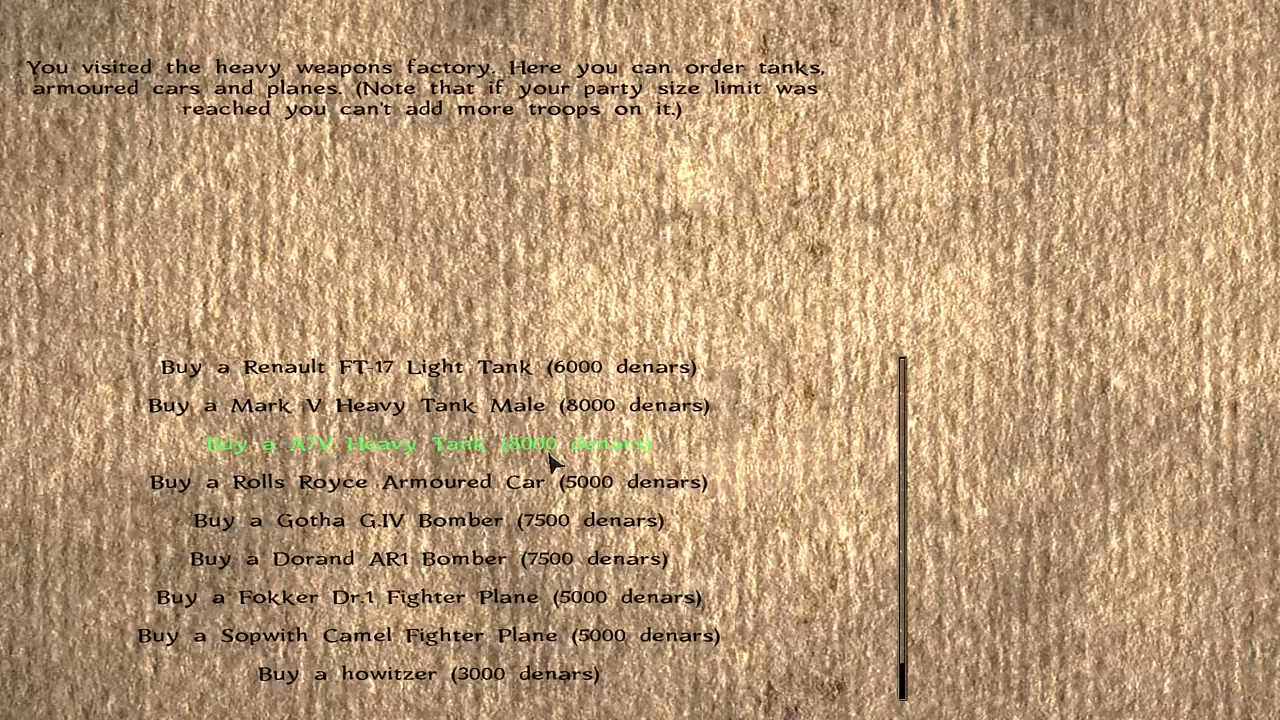 You visited the heavy weapons factory. Here you can order tanks,
armoured cars and planes. (Note that if your party size limit was
reached you can't add more troops on it.)
Buy a Renault FT-17 Light Tank (6000 denars)
Buy a Mark V Heavy Tank Male (8000 denars)
Buy a A7V Heavy Tank (8000 denars)
Buy a Rolls Royce Armoured Car (5000 denars)
Buy a Gotha G.IV Bomber (7500 denars)
Buy a Dorand AR1 Bomber (7500 denars)
Buy a Fokker Dr.1 Fighter Plane (5000 denars)
Buy a Sopwith Camel Fighter Plane (5000 denars)
Buy a howitzer (3000 denars)